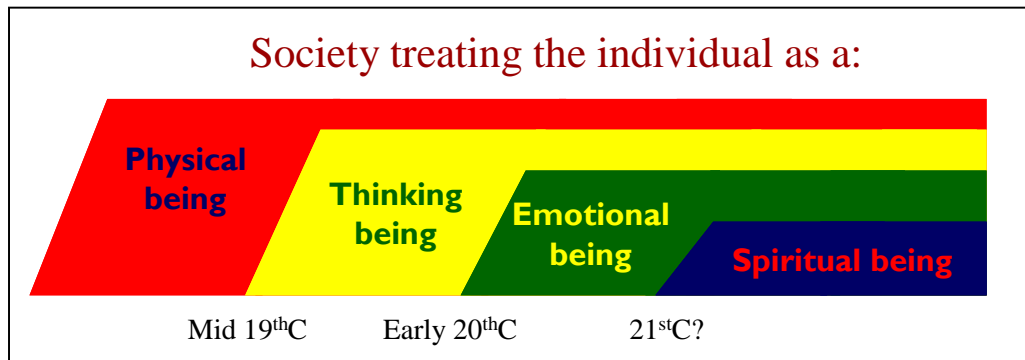 Society treating the individual as a:
Physical
being
Thinking
being
Emotional
being
Spiritual being
Mid 19thC
Early 20thC
21stC?